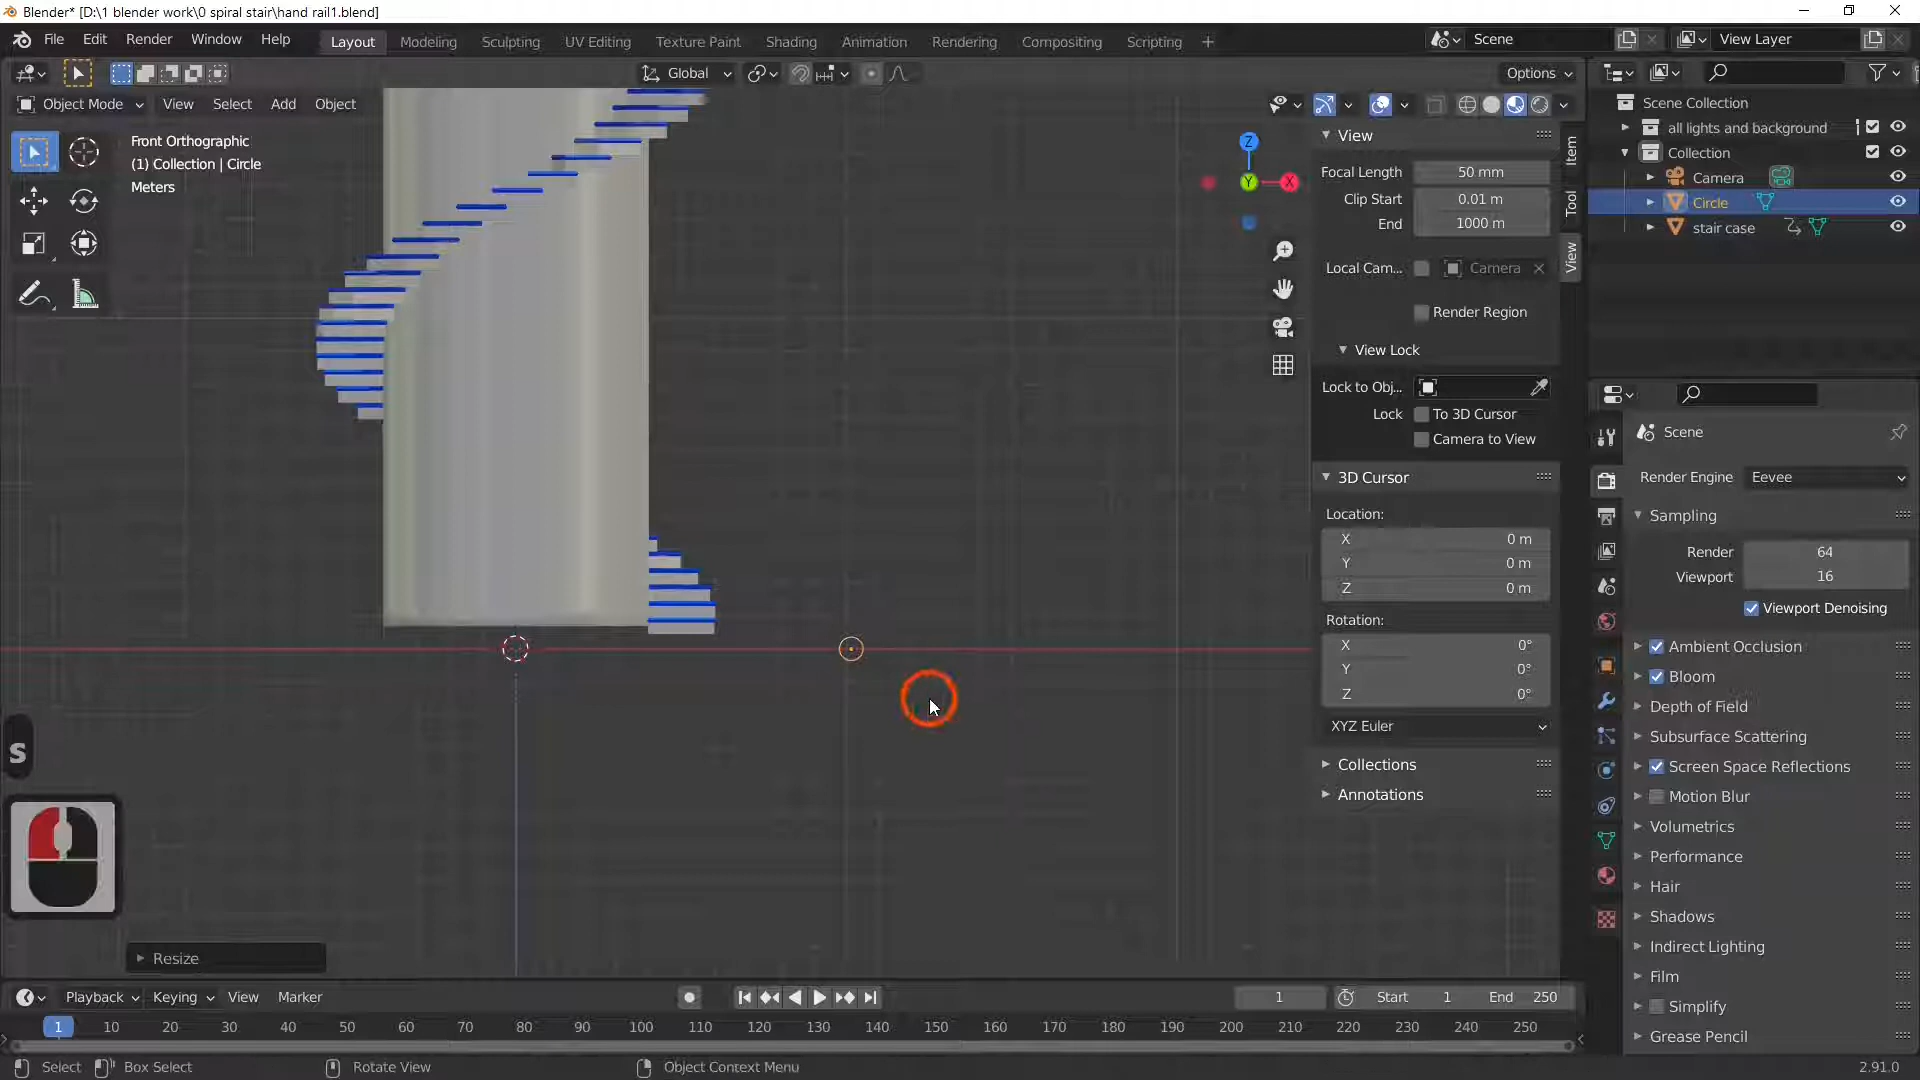 Blender* [D:\1 blender work\0 spiral stair\hand rail1.blend]
File Edit Render Window Help Layout Modeling Sculpting UV Editing Texture Paint Shading Animation Rendering Compositing Scripting + Scene View Layer
Global Options
Object Mode View Select Add Object
Front Orthographic
(1) Collection | Circle
Meters
Z
Y
X
View
Focal Length 50 mm
Clip Start 0.01 m
End 1000 m
Local Cam... Camera
Render Region
View Lock
Lock to Obj...
Lock To 3D Cursor
Camera to View
3D Cursor
Location:
X 0 m
Y 0 m
Z 0 m
Rotation:
X 0°
Y 0°
Z 0°
XYZ Euler
Collections
Annotations
Item
Tool
View
Scene Collection
all lights and background
Collection
Camera
Circle
stair case
Scene
Render Engine Eevee
Sampling
Render 64
Viewport 16
Viewport Denoising
Ambient Occlusion
Bloom
Depth of Field
Subsurface Scattering
Screen Space Reflections
Motion Blur
Volumetrics
Performance
Hair
Shadows
Indirect Lighting
Film
Simplify
Grease Pencil
S
Resize
Playback Keying View Marker 1 Start 1 End 250
1 10 20 30 40 50 60 70 80 90 100 110 120 130 140 150 160 170 180 190 200 210 220 230 240 250
Select Box Select Rotate View Object Context Menu 2.91.0